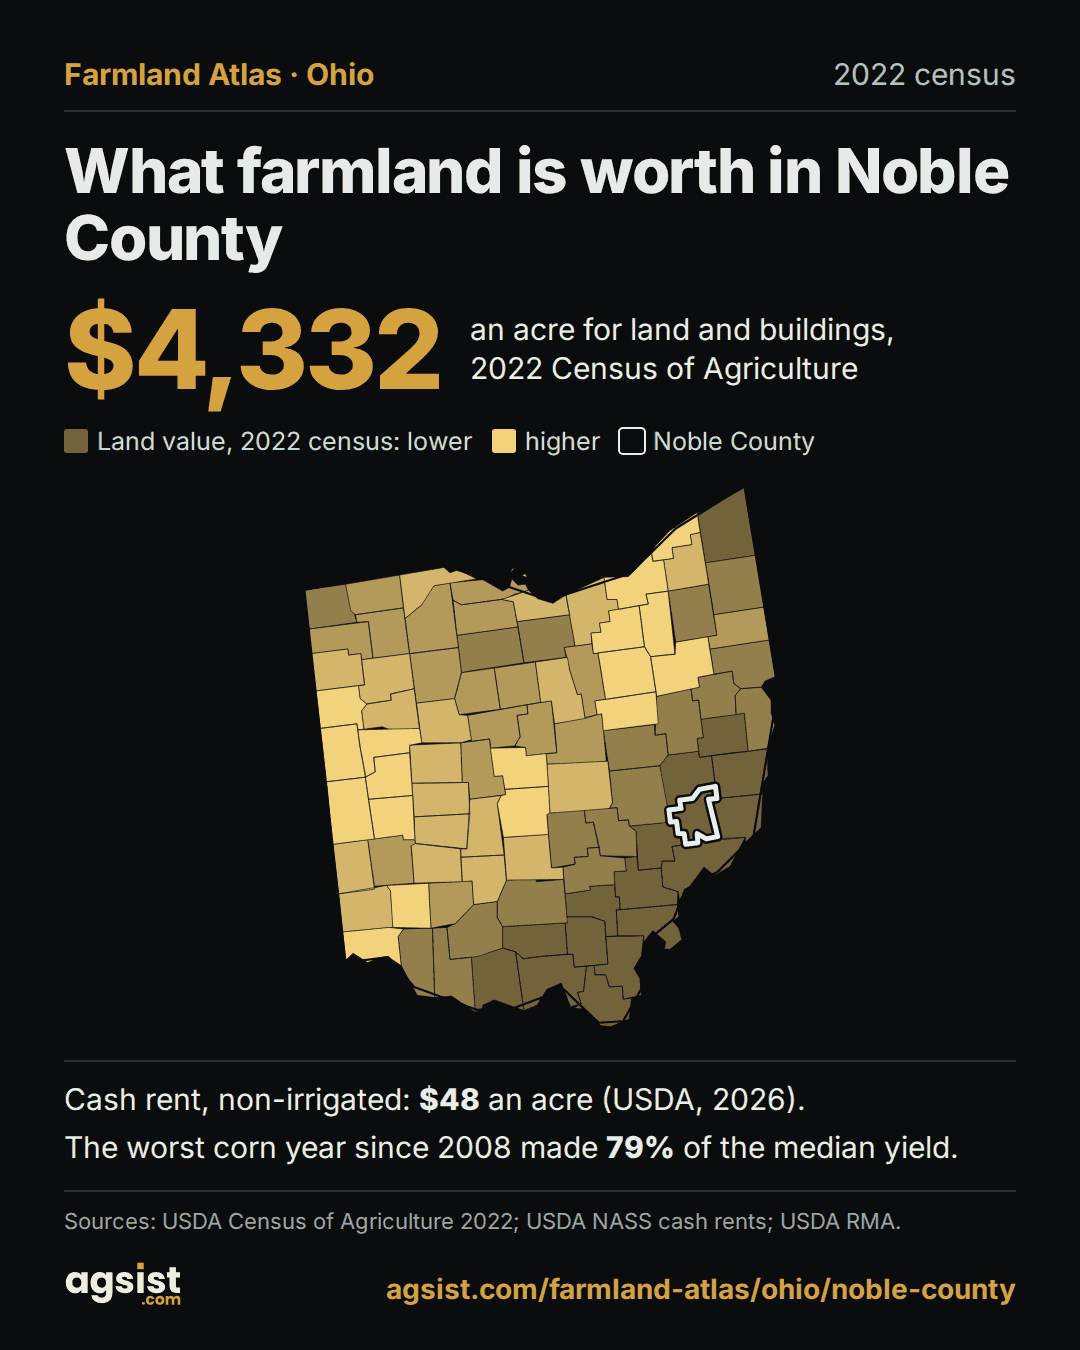 Farmland Atlas · Ohio
2022 census
What farmland is worth in Noble
County
$4,332
an acre for land and buildings,
2022 Census of Agriculture
Land value, 2022 census: lower
higher
Noble County
Cash rent, non-irrigated: $48 an acre (USDA, 2026).
The worst corn year since 2008 made 79% of the median yield.
Sources: USDA Census of Agriculture 2022; USDA NASS cash rents; USDA RMA.
agsist
.com
agsist.com/farmland-atlas/ohio/noble-county